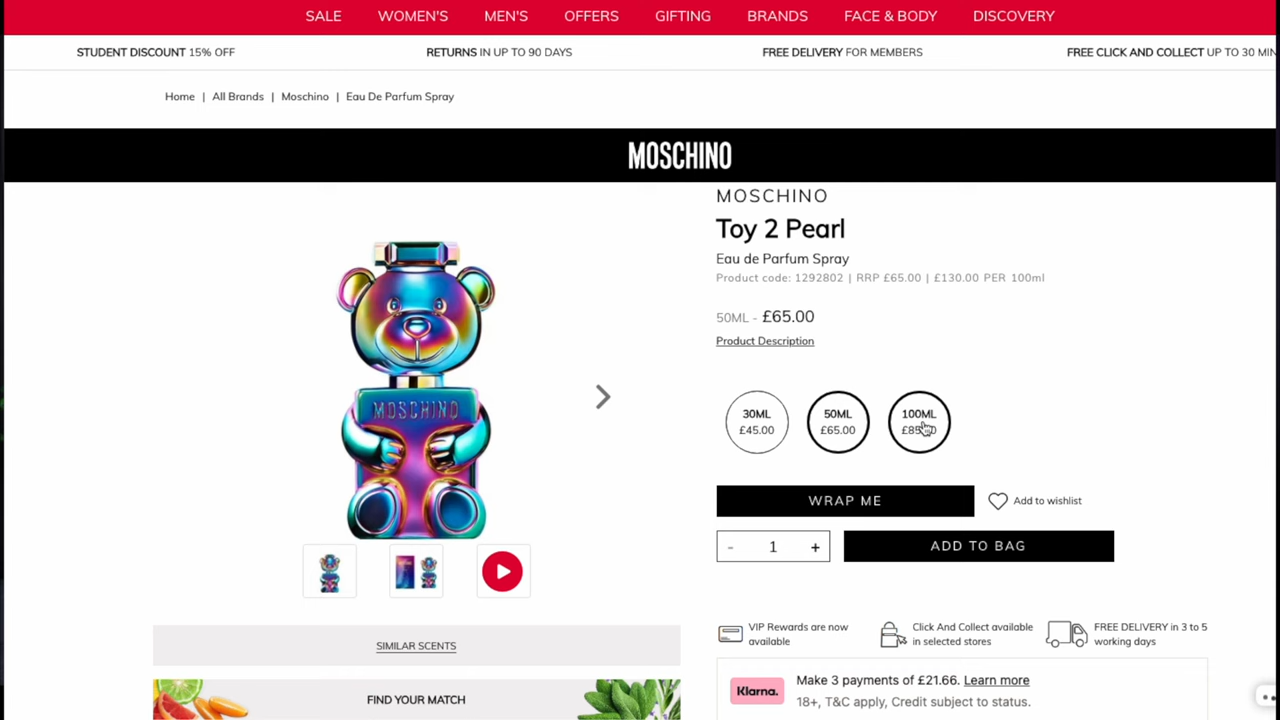 SALE WOMEN'S MEN'S OFFERS GIFTING BRANDS FACE & BODY DISCOVERY
STUDENT DISCOUNT 15% OFF RETURNS IN UP TO 90 DAYS FREE DELIVERY FOR MEMBERS FREE CLICK AND COLLECT UP TO 30
Home | All Brands | Moschino | Eau De Parfum Spray
MOSCHINO
MOSCHINO
Toy 2 Pearl
Eau de Parfum Spray
Product code: 1292802 | RRP £65.00 | £130.00 PER 100ml
50ML - £65.00
Product Description
MOSCHINO
30ML 50ML 100ML
£45.00 £65.00
WRAP ME Add to wishlist
- 1 + ADD TO BAG
VIP Rewards are now
available
Click And Collect available
in selected stores
FREE DELIVERY in 3 to 5
working days
SIMILAR SCENTS
FIND YOUR MATCH
Klarna.
Make 3 payments of £21.66. Learn more
18+, T&C apply, Credit subject to status.